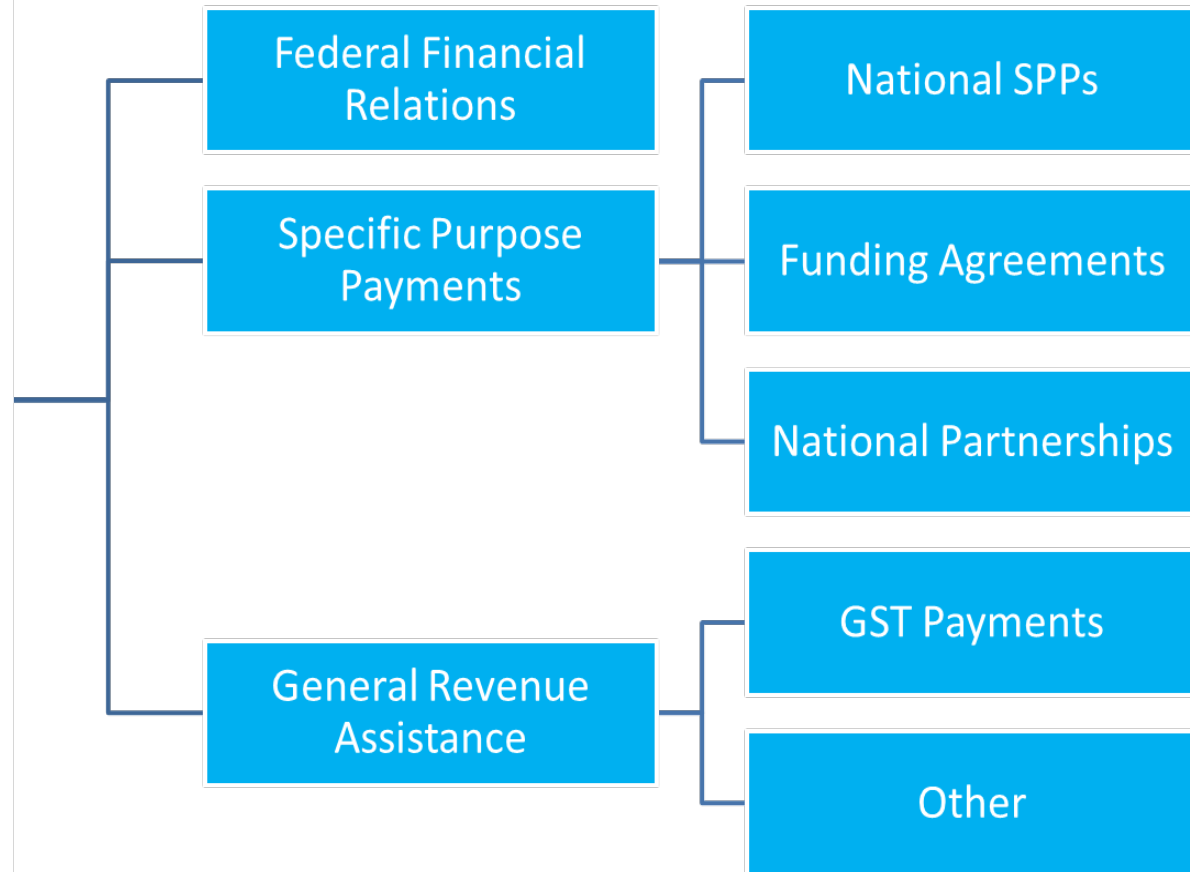 Federal Financial
Relations
National SPPs
Specific Purpose
Payments
Funding Agreements
National Partnerships
General Revenue
Assistance
GST Payments
Other